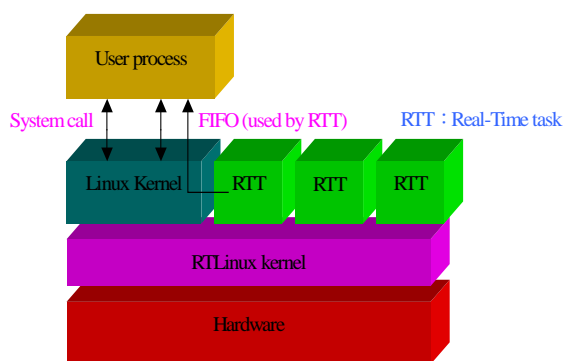 User process
System call
FIFO (used by RTT)
RTT：Real-Time task
Linux Kernel
RTT
RTT
RTT
RTLinux kernel
Hardware